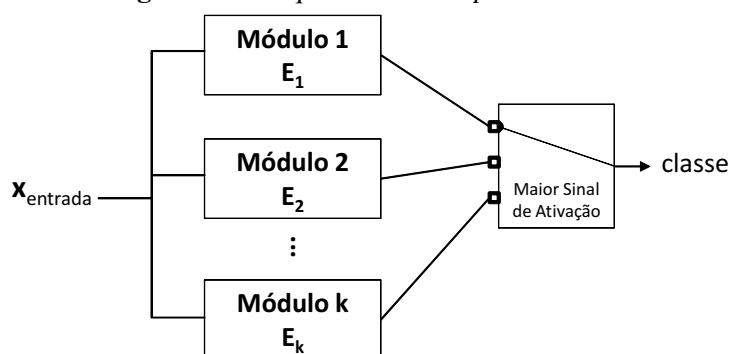 Módulo 1
E1
Módulo 2
E2
⋮
Módulo k
Ek
xentrada
Maior Sinal
de Ativação
classe